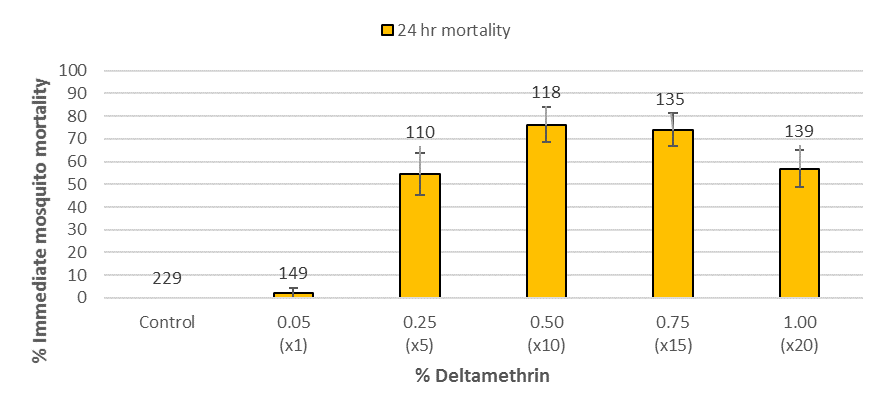 24 hr mortality
% Immediate mosquito mortality
100
90
80
70
60
50
40
30
20
10
0
229
149
110
118
135
139
Control
0.05
(x1)
0.25
(x5)
0.50
(x10)
0.75
(x15)
1.00
(x20)
% Deltamethrin